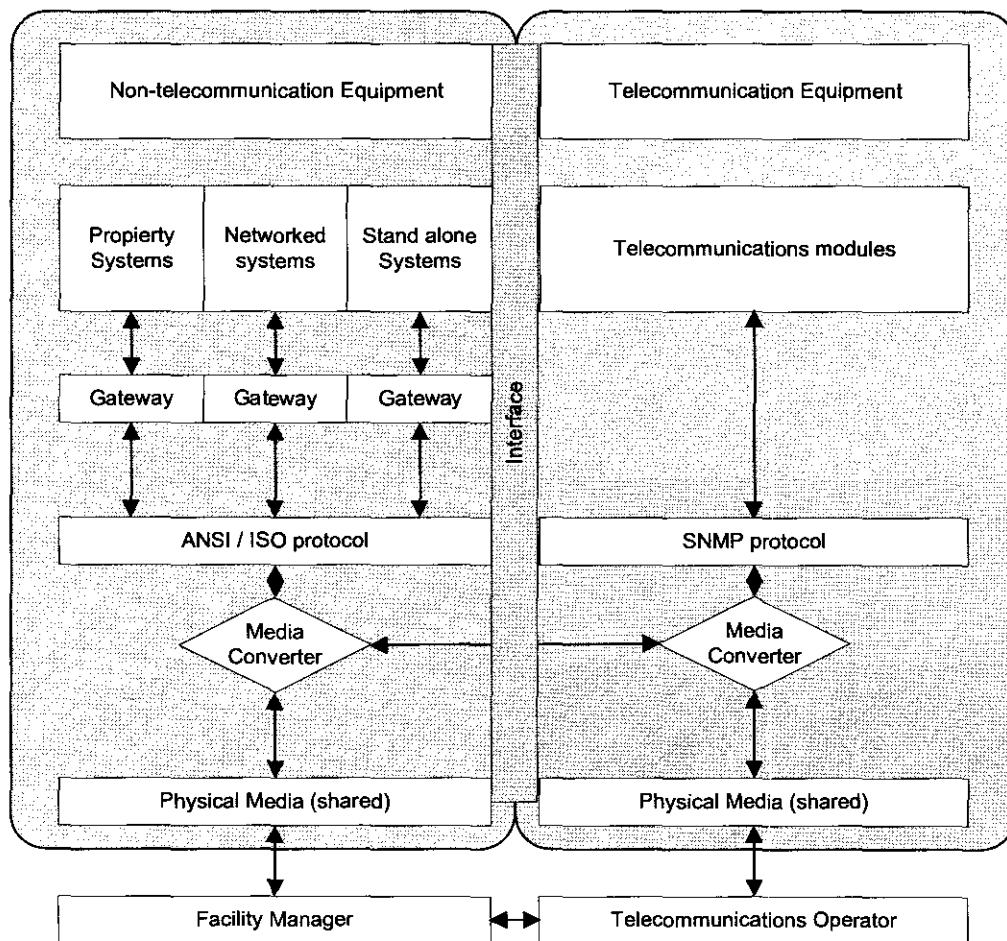 Non-telecommunication Equipment
Telecommunication Equipment
Propierty
Systems
Networked
systems
Stand alone
Systems
Telecommunications modules
Gateway
Gateway
Gateway
Interface
ANSI / ISO protocol
SNMP protocol
Media
Converter
Media
Converter
Physical Media (shared)
Physical Media (shared)
Facility Manager
Telecommunications Operator